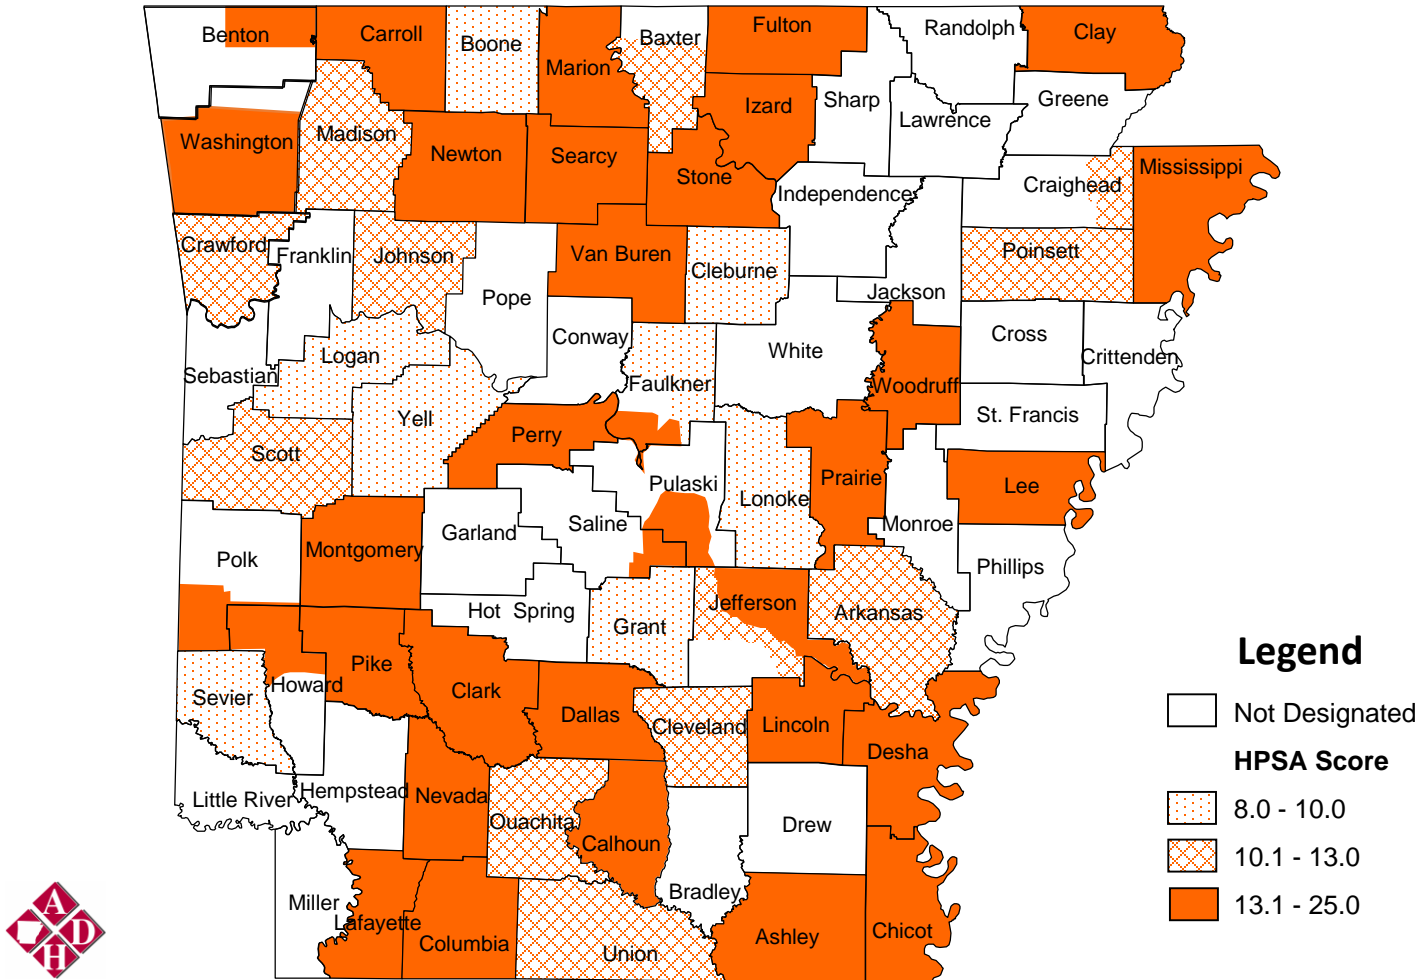 Benton
Carroll
Boone
Marion
Baxter
Fulton
Randolph
Clay
Izard
Sharp
Greene
Lawrence
Washington
Madison
Newton
Searcy
Stone
Independence
Craighead
Mississippi
Crawford
Franklin
Johnson
Van Buren
Cleburne
Poinsett
Pope
Jackson
Conway
White
Cross
Crittenden
Logan
Sebastian
Faulkner
Woodruff
Yell
St. Francis
Perry
Scott
Pulaski
Lonoke
Prairie
Lee
Garland
Saline
Monroe
Polk
Montgomery
Phillips
Hot Spring
Grant
Jefferson
Arkansas
Pike
Sevier
Howard
Clark
Dallas
Cleveland
Lincoln
Desha
Little River
Hempstead
Nevada
Ouachita
Calhoun
Drew
Miller
Lafayette
Columbia
Union
Bradley
Ashley
Chicot
Legend
Not Designated
HPSA Score
8.0 - 10.0
10.1 - 13.0
13.1 - 25.0
A
D
H